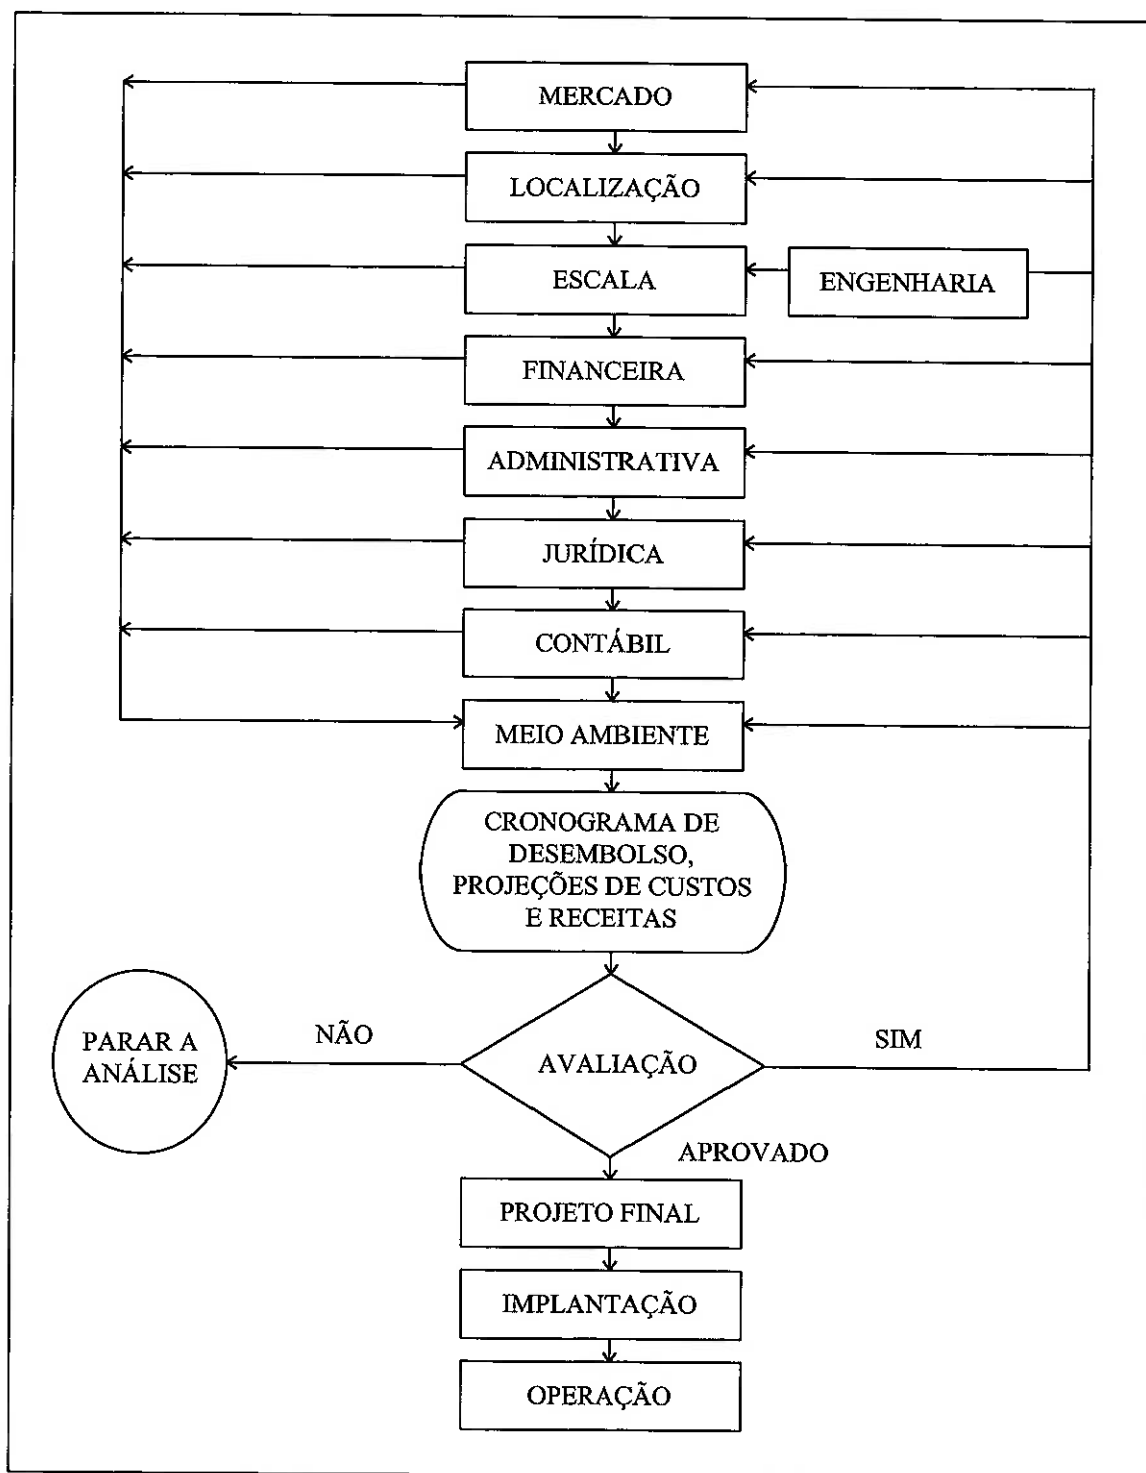 MERCADO
LOCALIZAÇÃO
ESCALA
ENGENHARIA
FINANCEIRA
ADMINISTRATIVA
JURÍDICA
CONTÁBIL
MEIO AMBIENTE
CRONOGRAMA DE
DESEMBOLSO,
PROJEÇÕES DE CUSTOS
E RECEITAS
PARAR A
ANÁLISE
NÃO
AVALIAÇÃO
SIM
APROVADO
PROJETO FINAL
IMPLANTAÇÃO
OPERAÇÃO